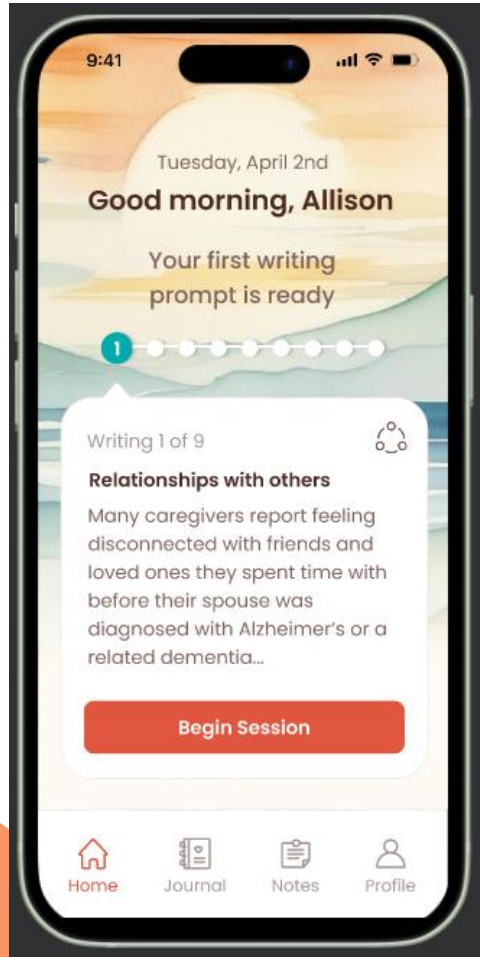 9:41
Tuesday, April 2nd
Good morning, Allison
Your first writing
prompt is ready
1
Writing 1 of 9
Relationships with others
Many caregivers report feeling
disconnected with friends and
loved ones they spent time with
before their spouse was
diagnosed with Alzheimer's or a
related dementia...
Begin Session
Home Journal Notes Profile